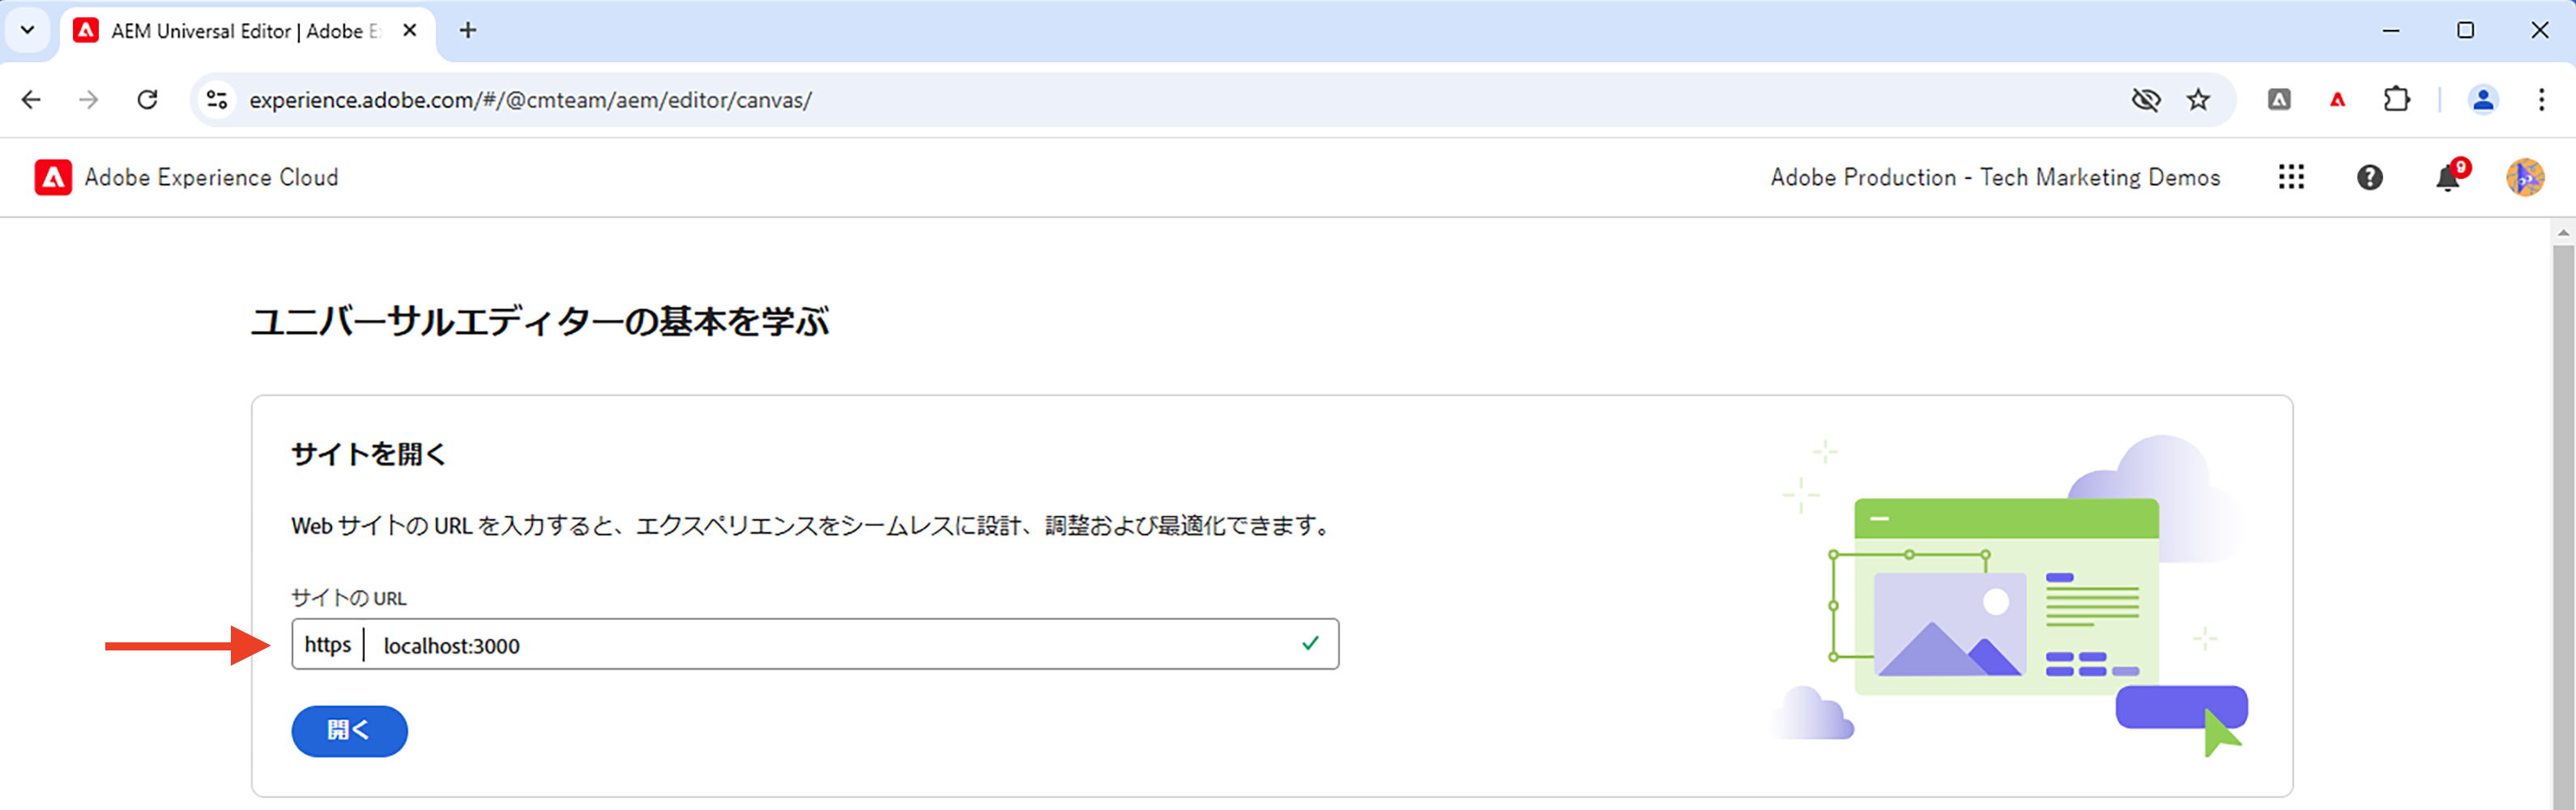 AEM Universal Editor | Adobe E
experience.adobe.com/#/@cmteam/aem/editor/canvas/
Adobe Experience Cloud
Adobe Production - Tech Marketing Demos
9
ユニバーサルエディターの基本を学ぶ
サイトを開く
Web サイトの URL を入力すると、エクスペリエンスをシームレスに設計、調整および最適化できます。
サイトの URL
https localhost:3000
開く